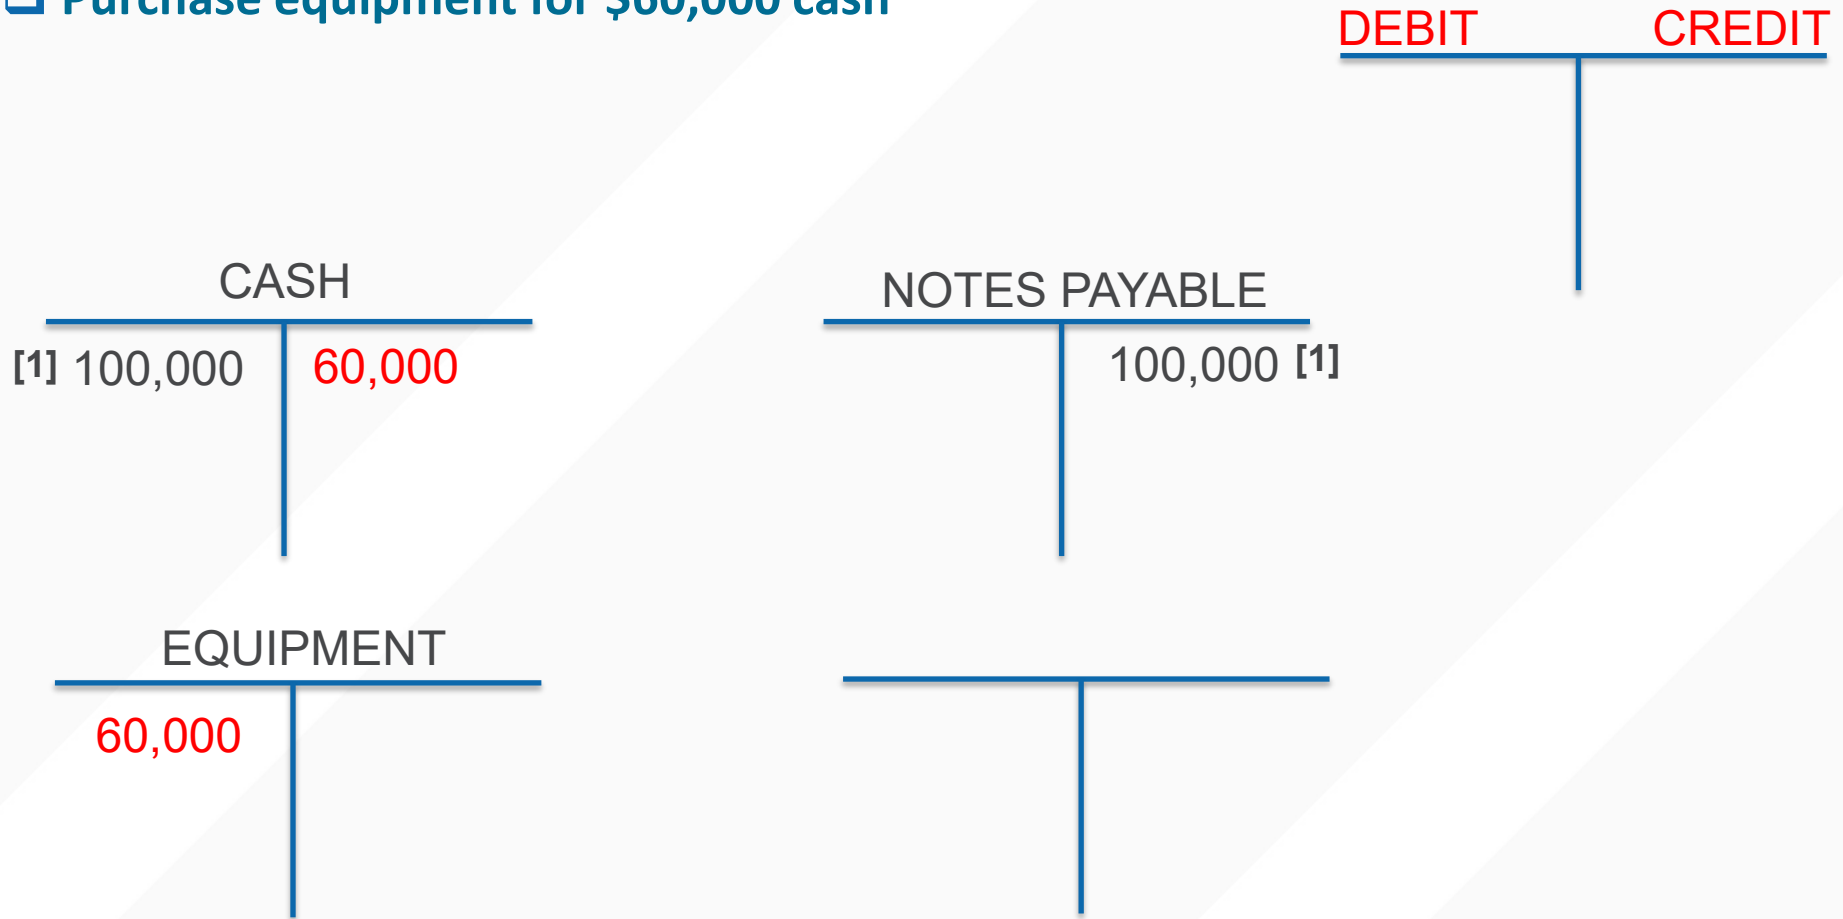 Purchase equipment for $60,000 cash
DEBIT CREDIT
CASH
[1] 100,000 60,000
NOTES PAYABLE
100,000 [1]
EQUIPMENT
60,000